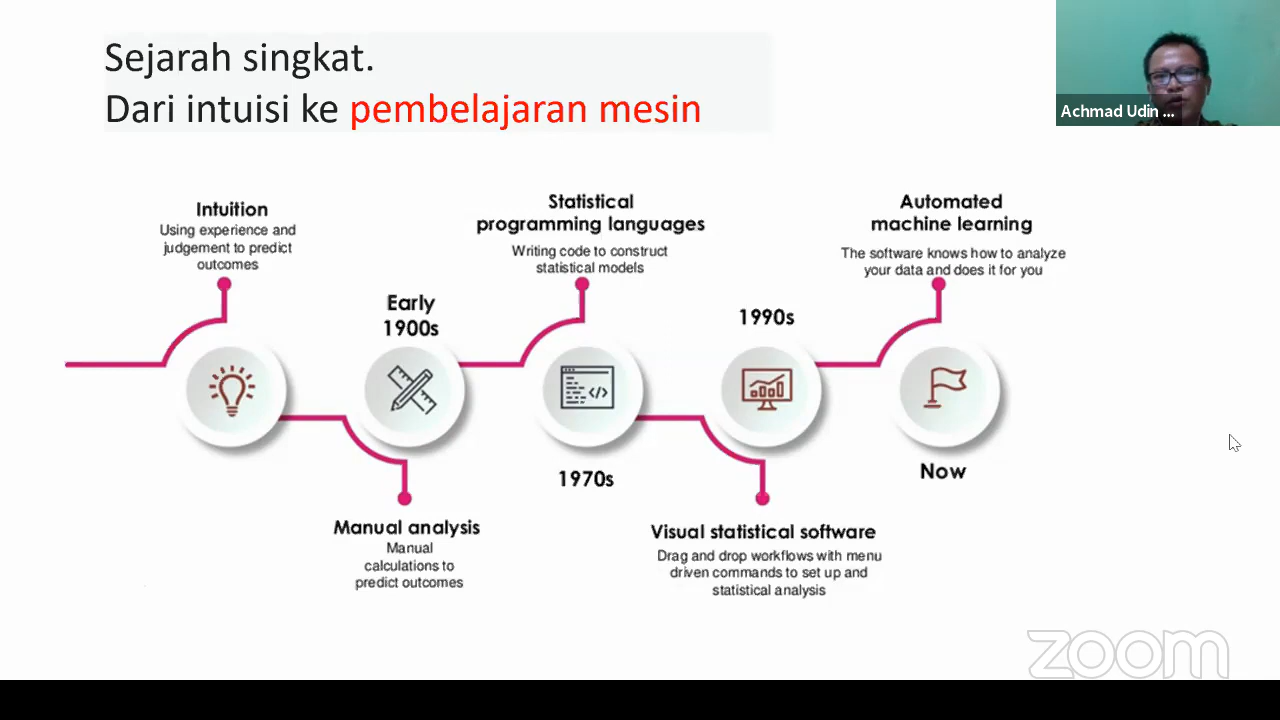 Sejarah singkat.
Dari intuisi ke pembelajaran mesin
Achmad Udin ...
Intuition
Using experience and
judgement to predict
outcomes
Early
1900s
Manual analysis
Manual
calculations to
predict outcomes
Statistical
programming languages
Writing code to construct
statistical models
</>
1970s
1990s
Visual statistical software
Drag and drop workflows with menu
driven commands to set up and
statistical analysis
Automated
machine learning
The software knows how to analyze
your data and does it for you
Now
zoom